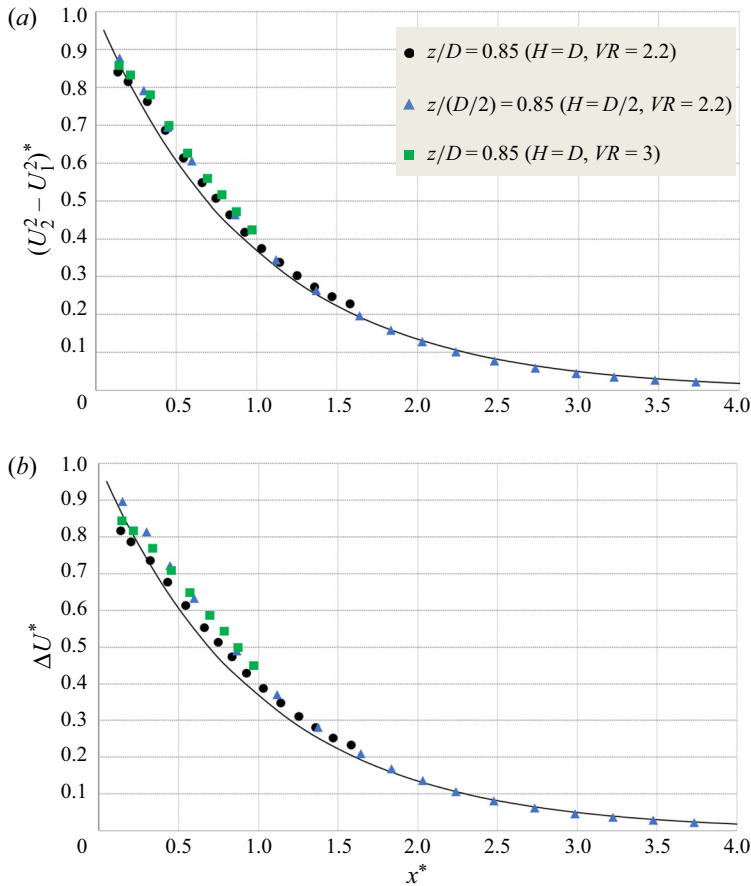 (a)
1.0
0.9
0.8
0.7
0.6
0.5
0.4
0.3
0.2
0.1
0
(U₂² – U₁²)*
z/D = 0.85 (H = D, VR = 2.2)
z/(D/2) = 0.85 (H = D/2, VR = 2.2)
z/D = 0.85 (H = D, VR = 3)
0.5 1.0 1.5 2.0 2.5 3.0 3.5 4.0
(b)
1.0
0.9
0.8
0.7
0.6
0.5
0.4
0.3
0.2
0.1
0
ΔU*
0.5 1.0 1.5 2.0 2.5 3.0 3.5 4.0
x*